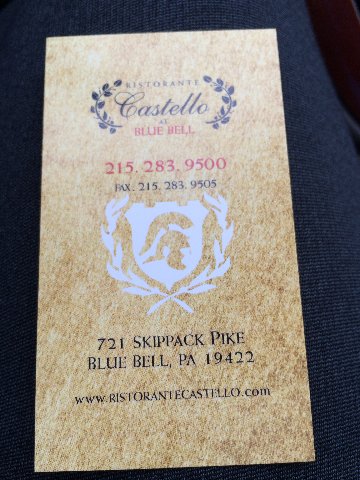 RISTORANTE
Castello
AT
BLUE BELL
215. 283. 9500
FAX. 215. 283. 9505
721 SKIPPACK PIKE
BLUE BELL, PA 19422
www.RISTORANTECASTELLO.com